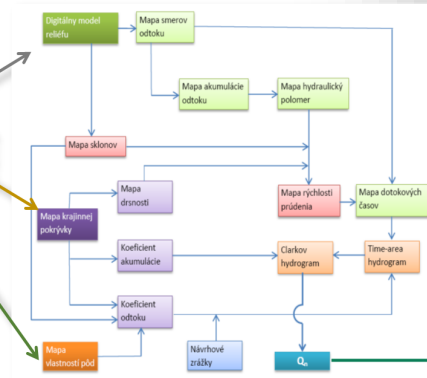 Digitálny model
reliéfu
Mapa smerov
odtoku
Mapa akumulácie
odtoku
Mapa hydraulický
polomer
Mapa sklonov
Mapa
drsnosti
Mapa rýchlosti
prúdenia
Mapa dotokových
časov
Mapa krajinnej
pokrývky
Koeficient
akumulácie
Clarkov
hydrogram
Time-area
hydrogram
Koeficient
odtoku
Mapa
vlastností pôd
Návrhové
zrážky
Qn